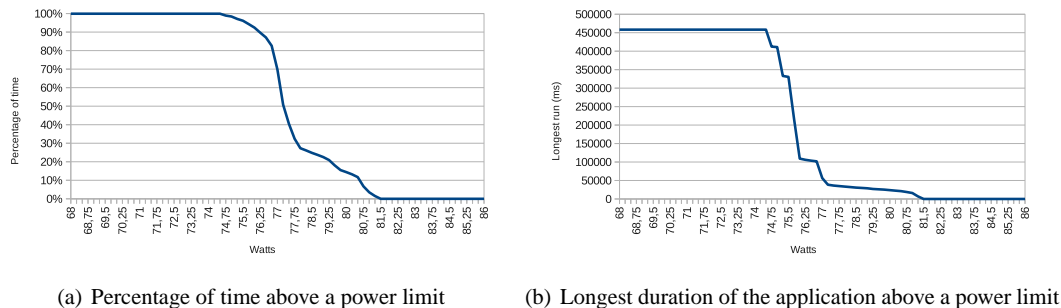 100%
90%
80%
70%
60%
50%
40%
30%
20%
10%
0%
Percentage of time
68 68,75 69,5 70,25 71 71,75 72,5 73,25 74 74,75 75,5 76,25 77 77,75 78,5 79,25 80 80,75 81,5 82,25 83 83,75 84,5 85,25 86
Watts
500000
450000
400000
350000
300000
250000
200000
150000
100000
50000
0
Longest run (ms)
68 68,75 69,5 70,25 71 71,75 72,5 73,25 74 74,75 75,5 76,25 77 77,75 78,5 79,25 80 80,75 81,5 82,25 83 83,75 84,5 85,25 86
Watts
(a) Percentage of time above a power limit
(b) Longest duration of the application above a power limit